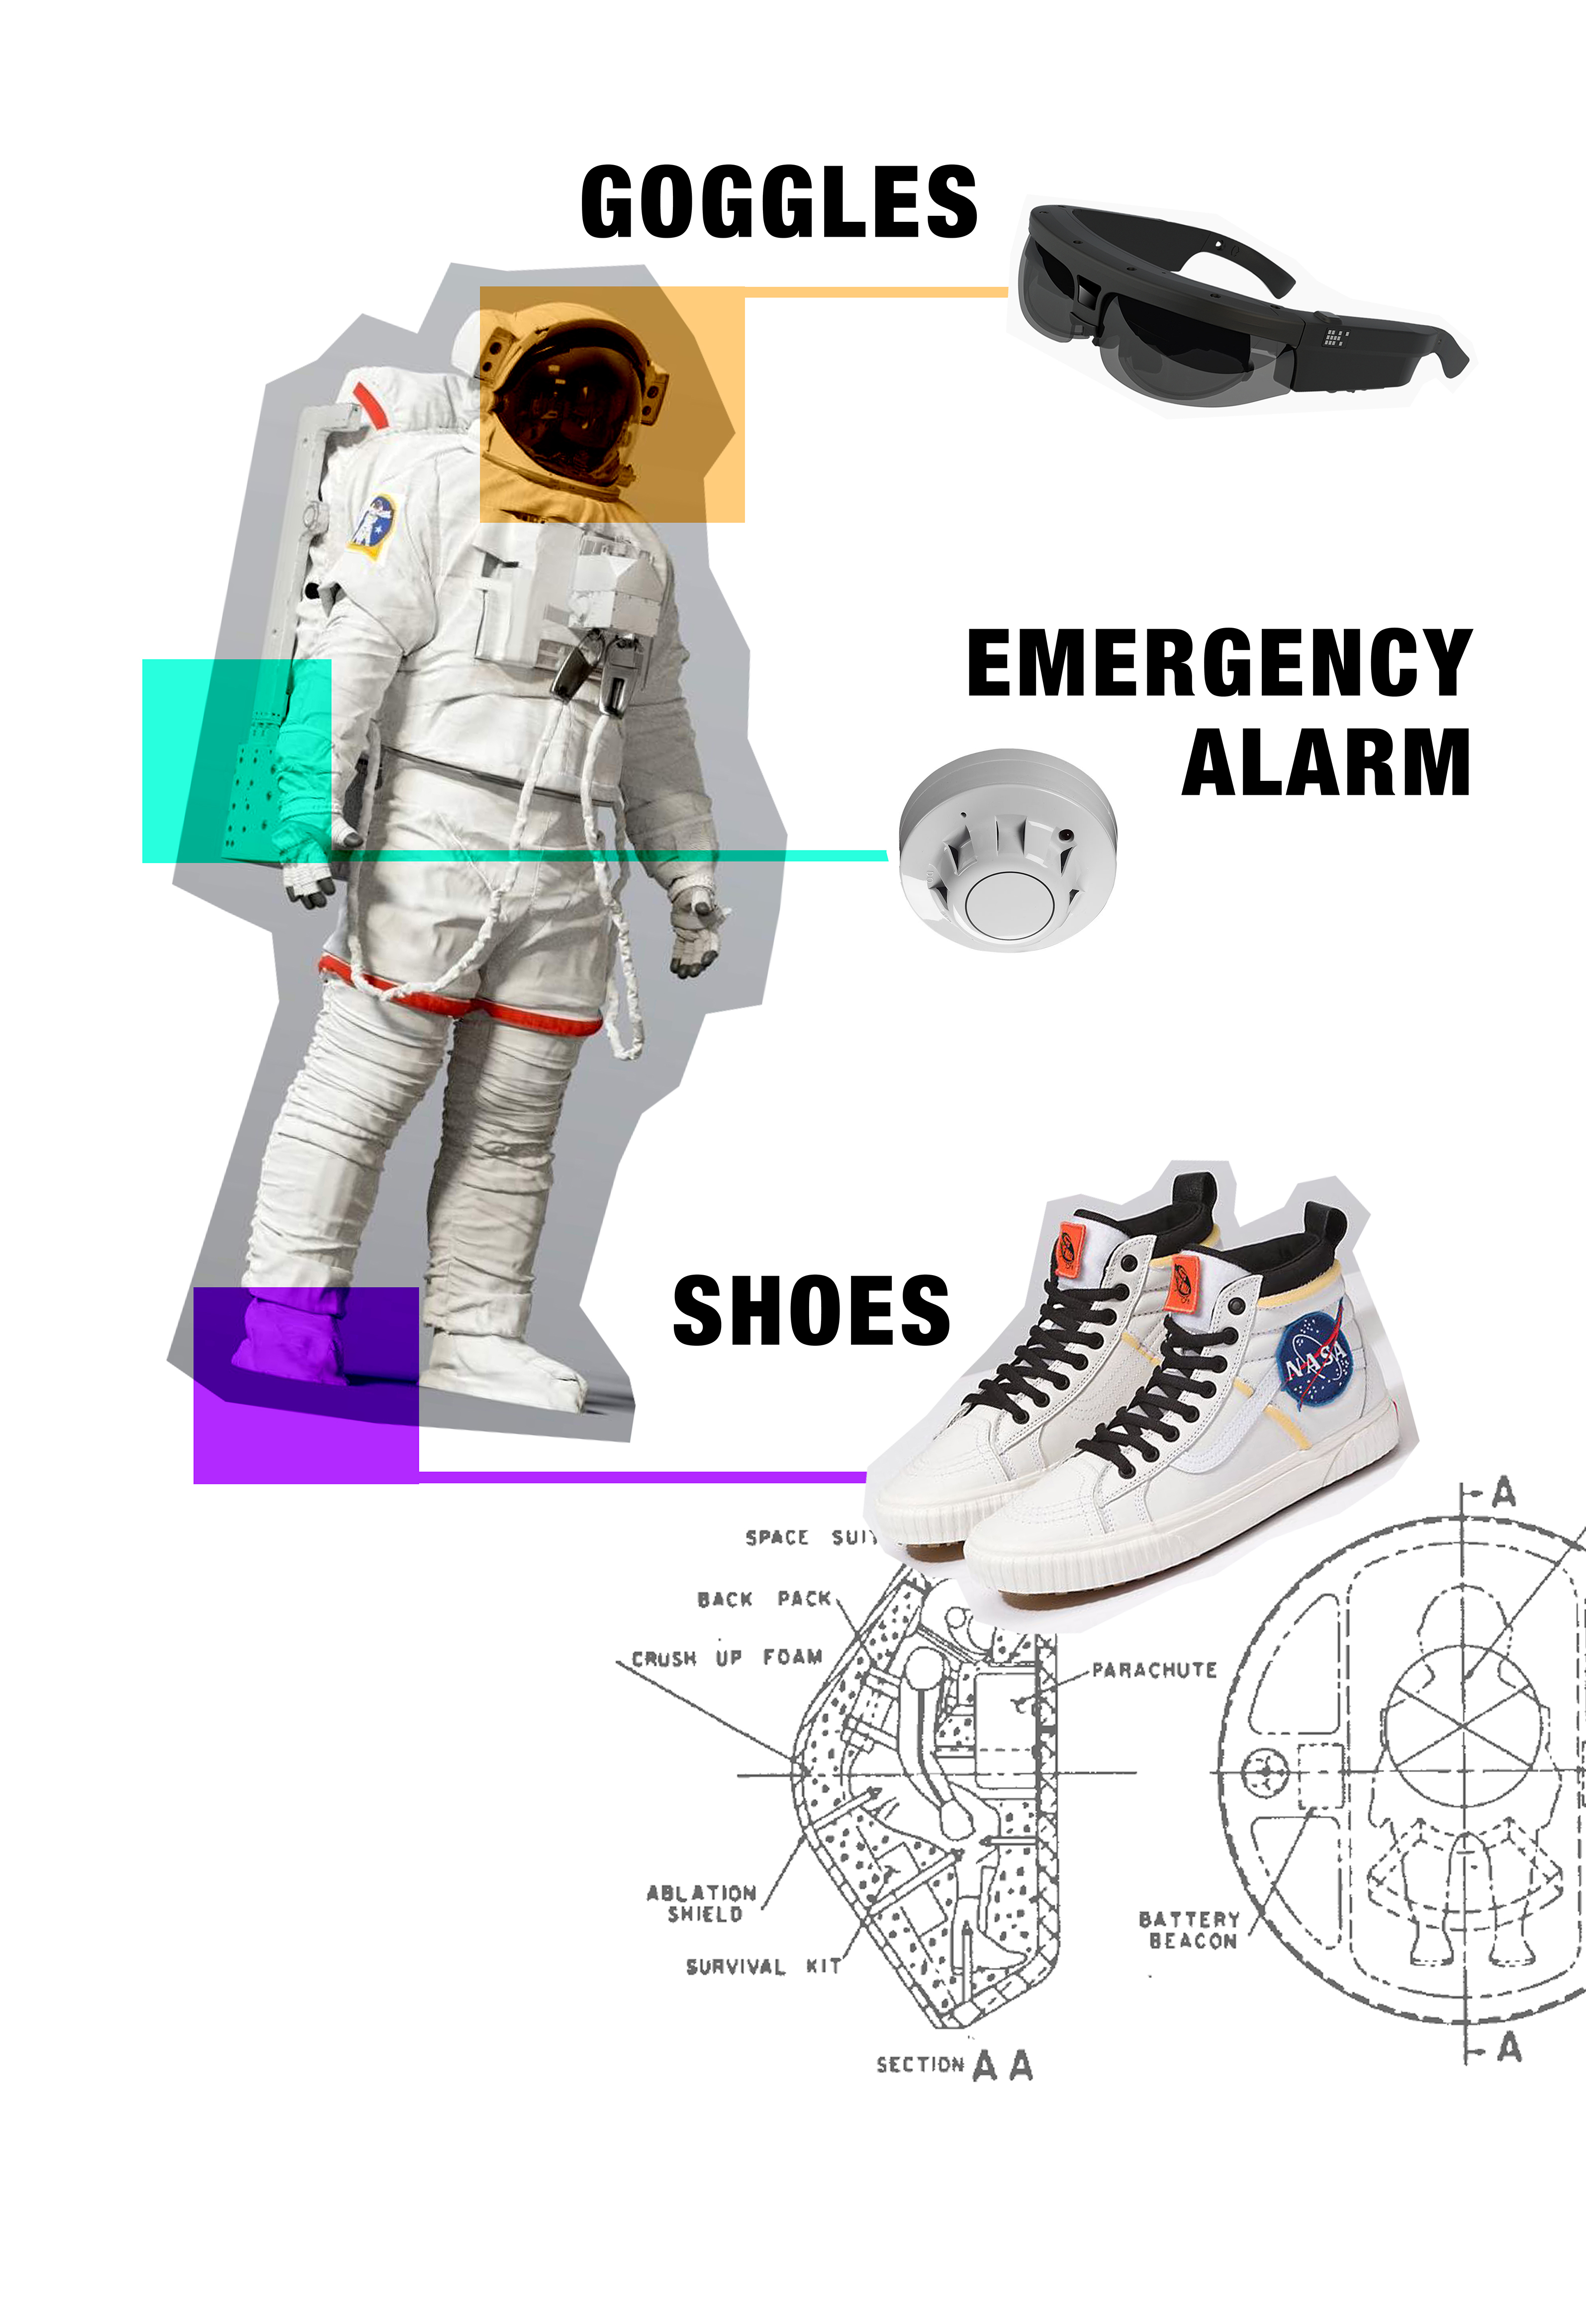 GOGGLES
EMERGENCY
ALARM
SHOES
NASA
A
SPACE SUIT
BACK PACK
CRUSH UP FOAM
PARACHUTE
ABLATION
SHIELD
BATTERY
BEACON
SURVIVAL KIT
A
SECTION A A